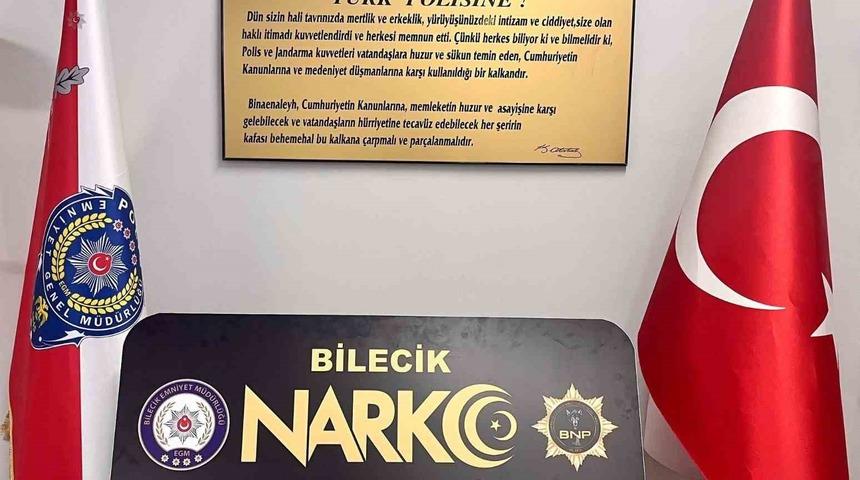 TÜRK POLİSİNE !
Dün sizin hali tavrınızda mertlik ve erkeklik, yürüyüşünüzdeki intizam ve ciddiyet,size olan
haklı itimadı kuvvetlendirdi ve herkesi memnun etti. Çünkü herkes biliyor ki ve bilmelidir ki,
Polis ve Jandarma kuvvetleri vatandaşlara huzur ve sükun temin eden, Cumhuriyetin
Kanunlarına ve medeniyet düşmanlarına karşı kullanıldığı bir kalkandır.
Binaenaleyh, Cumhuriyetin Kanunlarına, memleketin huzur ve asayişine karşı
gelebilecek ve vatandaşların hürriyetine tecavüz edebilecek her şeririn
kafası behemehal bu kalkana çarpmalı ve parçalanmalıdır.
EMNİYET GENEL MÜDÜRLÜĞÜ
EGM
BİLECİK
NARKO
BİLECİK EMNİYET MÜDÜRLÜĞÜ
EGM
BNP